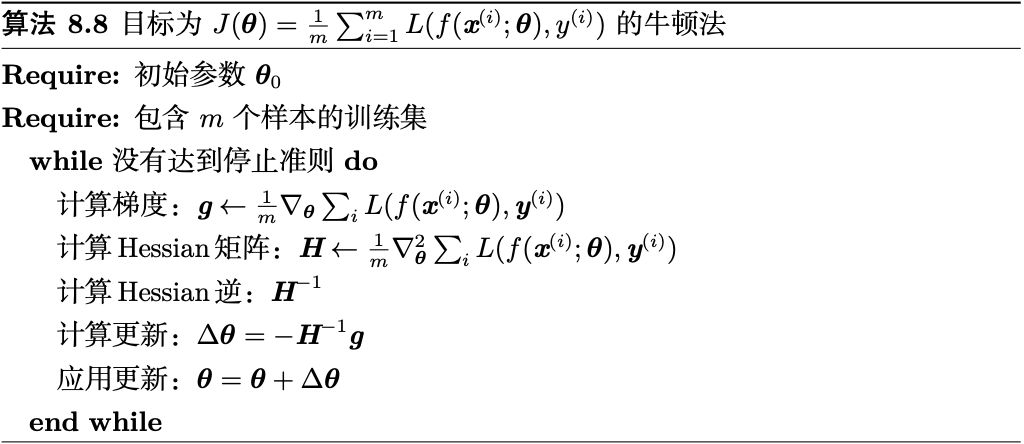 算法 8.8 目标为 $J(\boldsymbol{\theta}) = \frac{1}{m} \sum_{i=1}^{m} L(f(\boldsymbol{x}^{(i)}; \boldsymbol{\theta}), y^{(i)})$ 的牛顿法
Require: 初始参数 $\boldsymbol{\theta}_0$
Require: 包含 $m$ 个样本的训练集
while 没有达到停止准则 do
计算梯度：$\boldsymbol{g} \leftarrow \frac{1}{m} \nabla_{\boldsymbol{\theta}} \sum_i L(f(\boldsymbol{x}^{(i)}; \boldsymbol{\theta}), \boldsymbol{y}^{(i)})$
计算 Hessian 矩阵：$\boldsymbol{H} \leftarrow \frac{1}{m} \nabla_{\boldsymbol{\theta}}^2 \sum_i L(f(\boldsymbol{x}^{(i)}; \boldsymbol{\theta}), \boldsymbol{y}^{(i)})$
计算 Hessian 逆：$\boldsymbol{H}^{-1}$
计算更新：$\Delta\boldsymbol{\theta} = -\boldsymbol{H}^{-1}\boldsymbol{g}$
应用更新：$\boldsymbol{\theta} = \boldsymbol{\theta} + \Delta\boldsymbol{\theta}$
end while